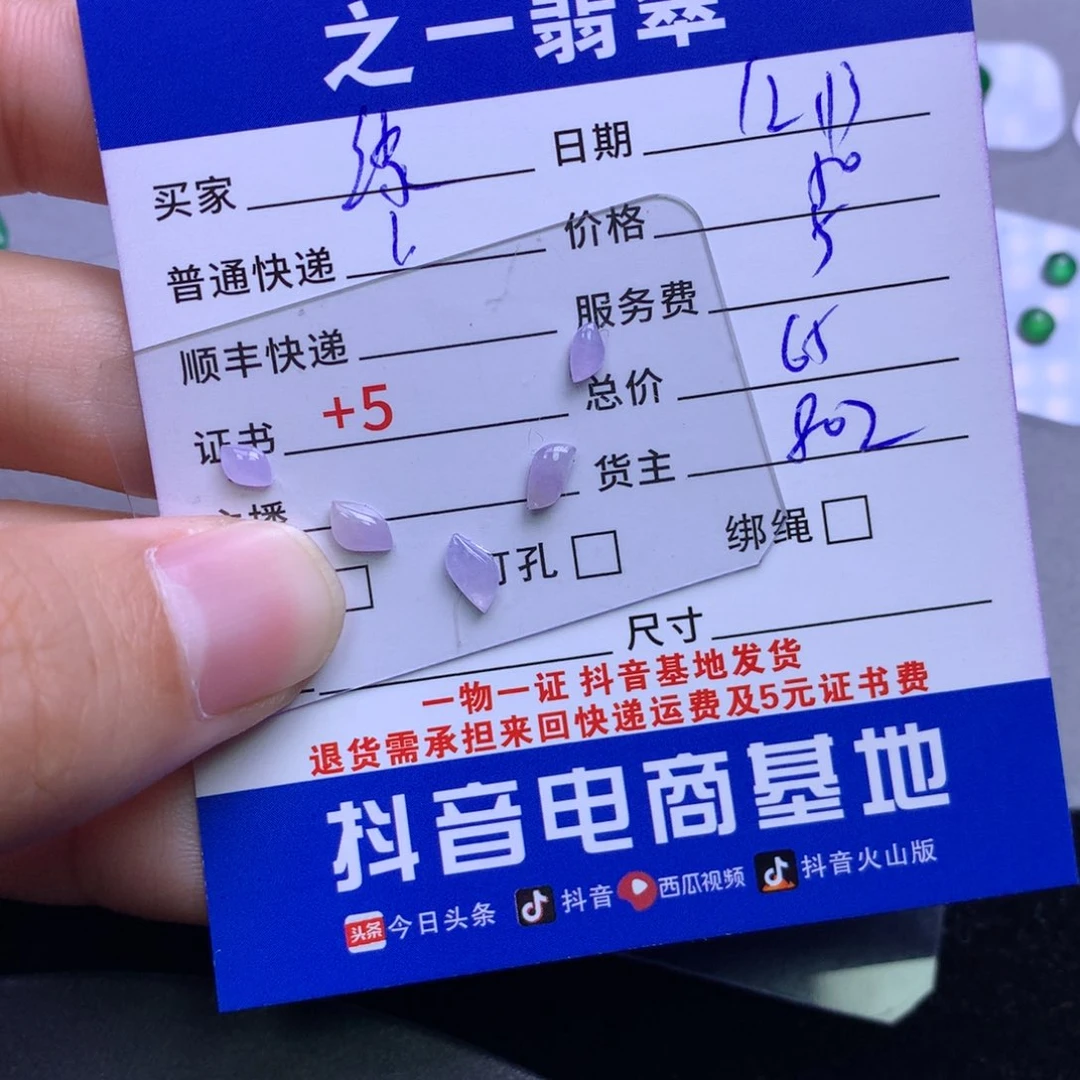 之一翡翠
买家 日期
普通快递 价格
顺丰快递 服务费 5
证书 +5 总价 65
主播 货主 802
打孔 绑绳
尺寸
一物一证 抖音基地发货
退货需承担来回快递运费及5元证书费
抖音电商基地
头条 今日头条 抖音 西瓜视频 抖音火山版